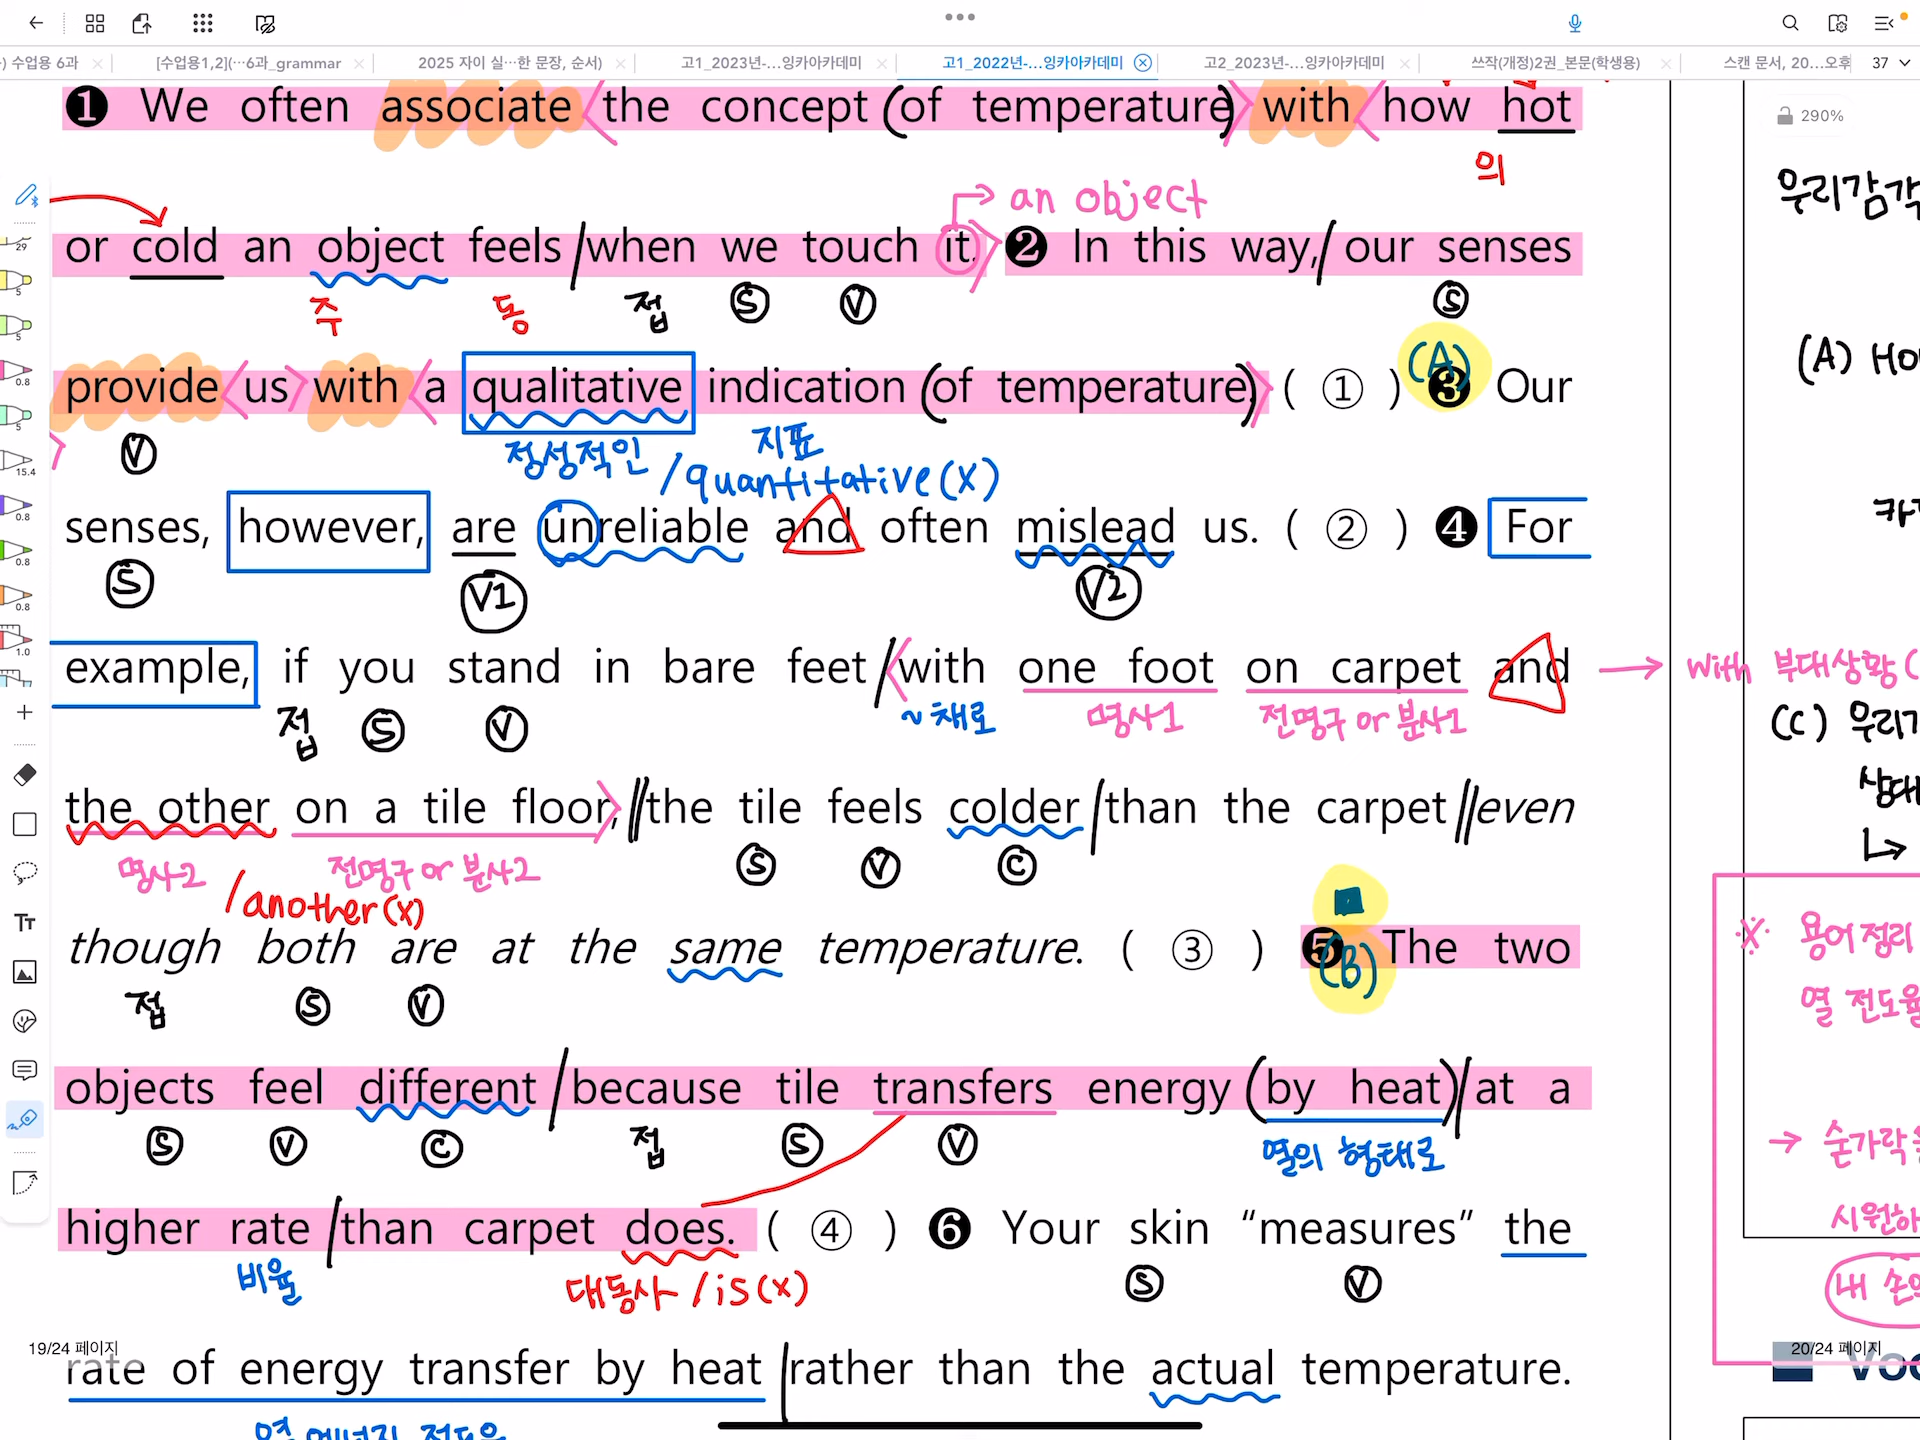 ) 수업용 6과
[수업용1,2](…6과_grammar
2025 자이 실…한 문장, 순서)
고1_2023년-…잉카아카데미
고1_2022년-…잉카아카데미
고2_2023년-…잉카아카데미
쓰작(개정)2권_본문(학생용)
스캔 문서, 20…오후
37
❶ We often associate the concept (of temperature) with how hot
290%
의
우리감각
an object
or cold an object feels / when we touch it. ❷ In this way, / our senses
주 동 접 S V S
(A)
(A) Ho
provide us with a qualitative indication (of temperature). ( ① ) ❸ Our
V 정성적인 지표
/quantitative(X)
senses, however, are unreliable and often mislead us. ( ② ) ❹ For
S V1 V2
example, if you stand in bare feet / with one foot on carpet and
→ with 부대상황(
접 S V ~채로 명사1 전명구 or 분사1
(C) 우리
상대
the other on a tile floor, // the tile feels colder / than the carpet // even
명사2 전명구 or 분사2 S V C
/another(X)
though both are at the same temperature. ( ③ ) ❺ The two
(B)
※ 용어정리
접 S V
열 전도율
objects feel different / because tile transfers energy (by heat) / at a
S V C 접 S V 열의 형태로
→ 숟가락
higher rate / than carpet does. ( ④ ) ❻ Your skin “measures” the
시원하
비율 대동사 /is(X) S V
내 손의
19/24 페이지
20/24 페이지
rate of energy transfer by heat / rather than the actual temperature.
Voc